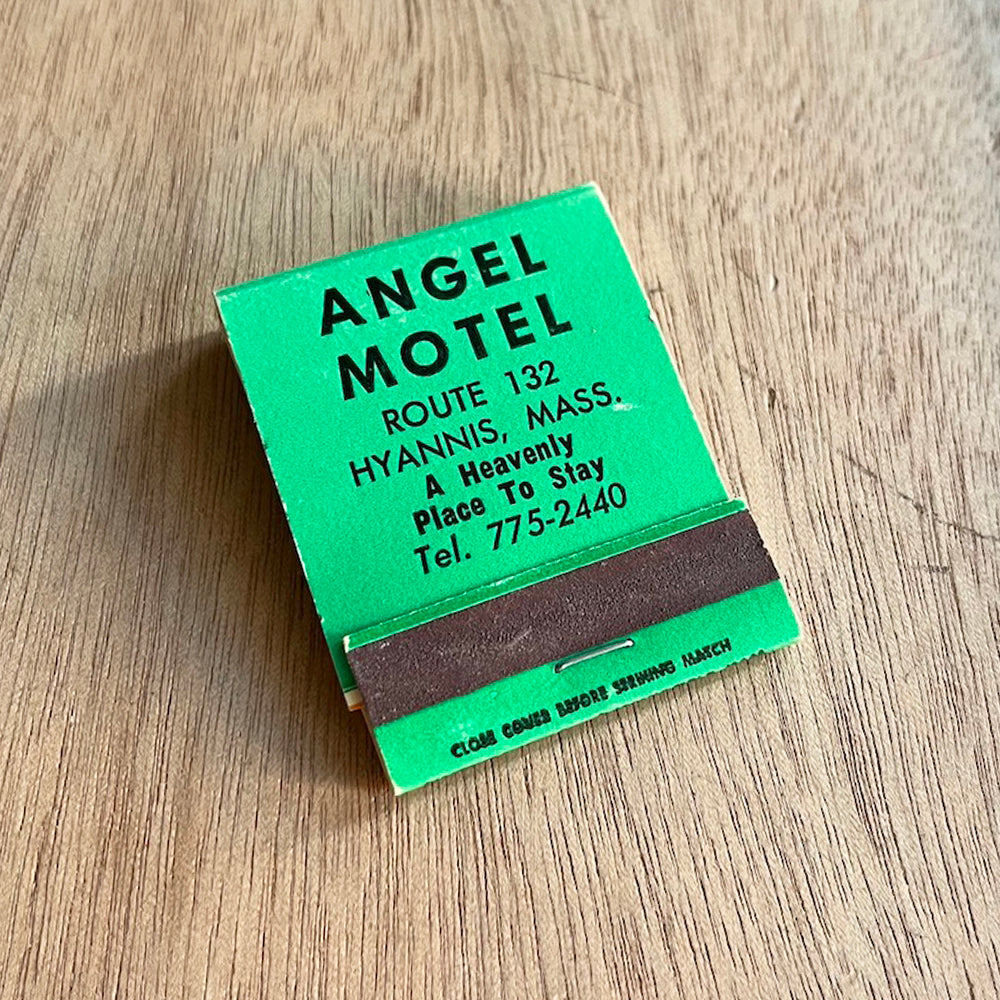 ANGEL
MOTEL
ROUTE 132
HYANNIS, MASS.
A Heavenly
Place To Stay
Tel. 775-2440
CLOSE COVER BEFORE STRIKING MATCH